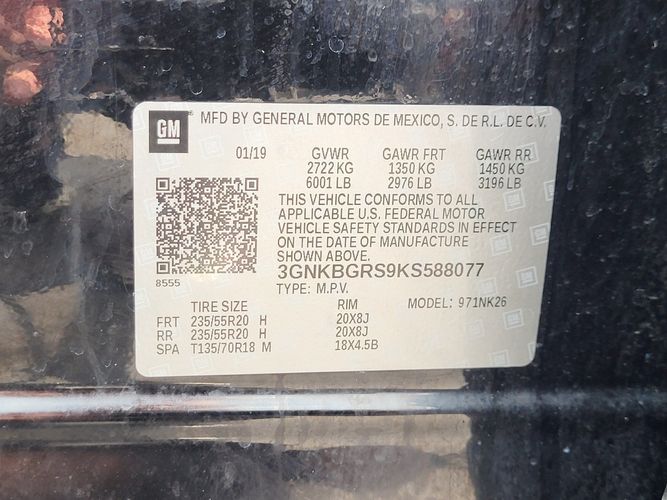 GM ® MFD BY GENERAL MOTORS DE MEXICO, S. DE R.L. DE C.V.
01/19 GVWR GAWR FRT GAWR RR
2722 KG 1350 KG 1450 KG
6001 LB 2976 LB 3196 LB
THIS VEHICLE CONFORMS TO ALL
APPLICABLE U.S. FEDERAL MOTOR
VEHICLE SAFETY STANDARDS IN EFFECT
ON THE DATE OF MANUFACTURE
SHOWN ABOVE.
3GNKBGRS9KS588077
8555
TYPE: M.P.V.
TIRE SIZE RIM MODEL: 971NK26
FRT 235/55R20 H 20X8J
RR 235/55R20 H 20X8J
SPA T135/70R18 M 18X4.5B